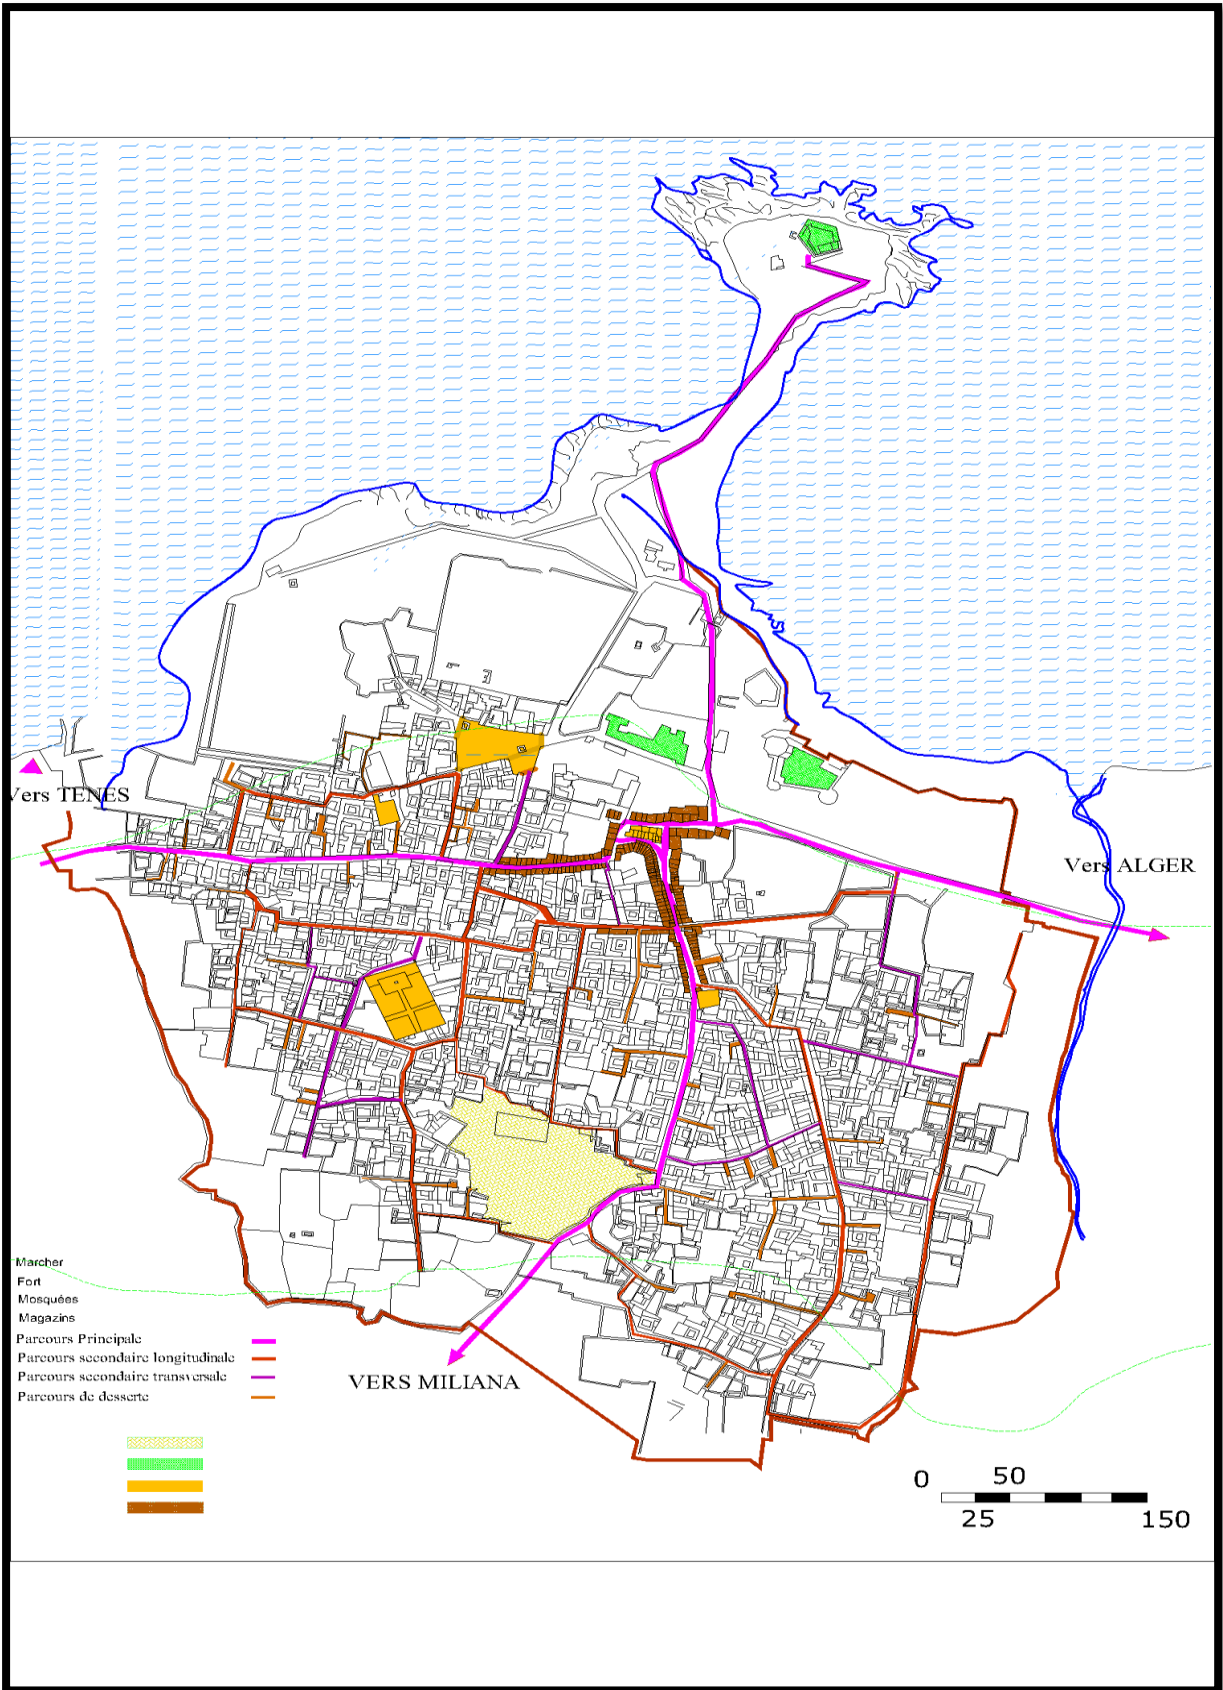 Vers TENES
Vers ALGER
Marcher
Fort
Mosquées
Magazins
Parcours Principale
Parcours secondaire longitudinale
Parcours secondaire transversale
Parcours de desserte
VERS MILIANA
0 50
25 150